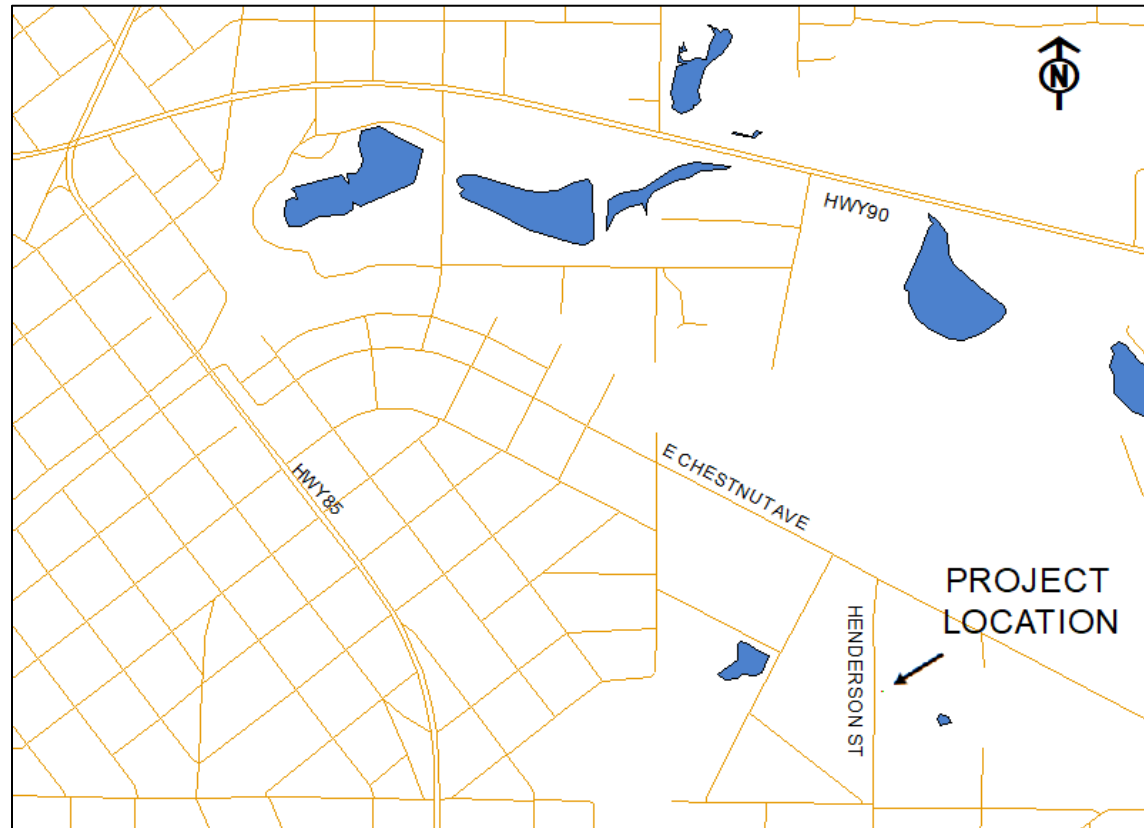 N
HWY90
HWY85
E CHESTNUT AVE
PROJECT
LOCATION
HENDERSON ST